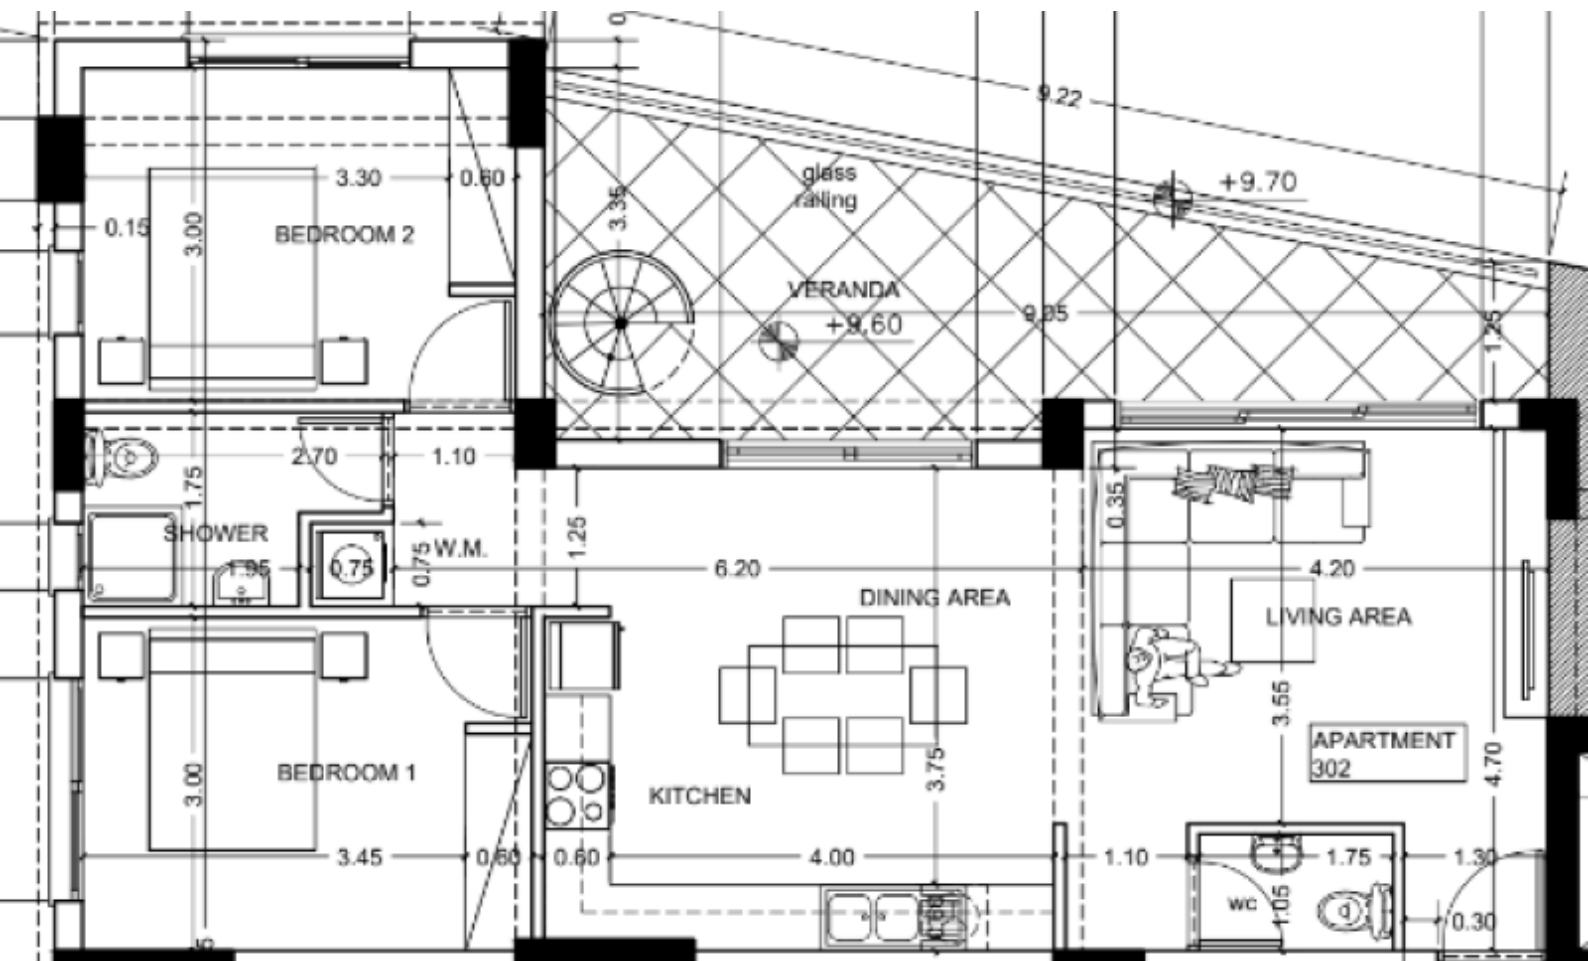 9.22
+9.70
glass
railing
3.30
0.60
3.35
0.15
3.00
BEDROOM 2
VERANDA
+9.60
9.05
1.25
2.70
1.10
1.75
0.35
SHOWER
W.M.
1.25
1.95
0.75
0.75
6.20
4.20
DINING AREA
LIVING AREA
3.55
APARTMENT
302
BEDROOM 1
3.00
KITCHEN
3.75
4.70
3.45
0.60
0.60
4.00
1.10
1.75
1.30
WC
1.05
0.30